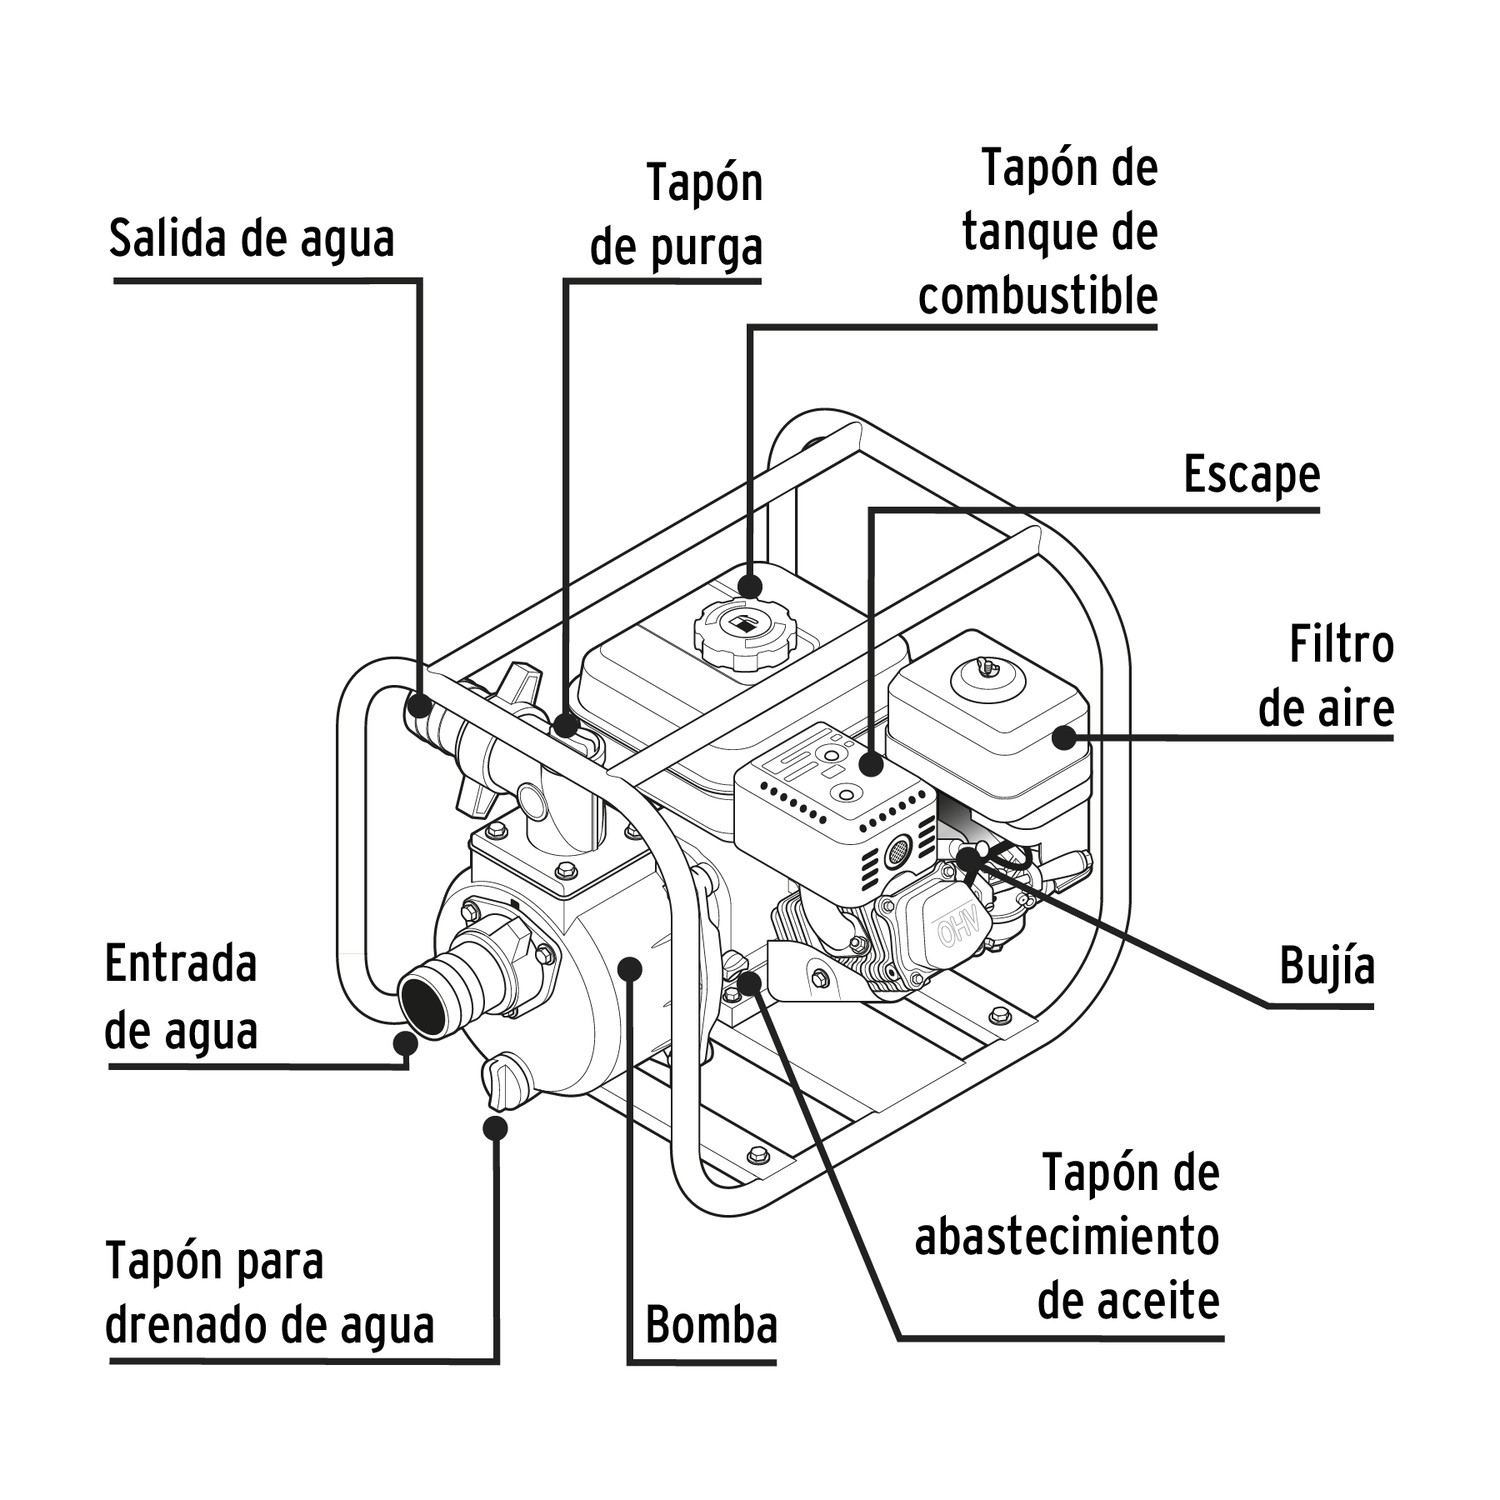 Tapón de
tanque de
combustible
Tapón
de purga
Salida de agua
Escape
Filtro
de aire
OHV
Bujía
Entrada
de agua
Tapón de
abastecimiento
de aceite
Tapón para
drenado de agua
Bomba